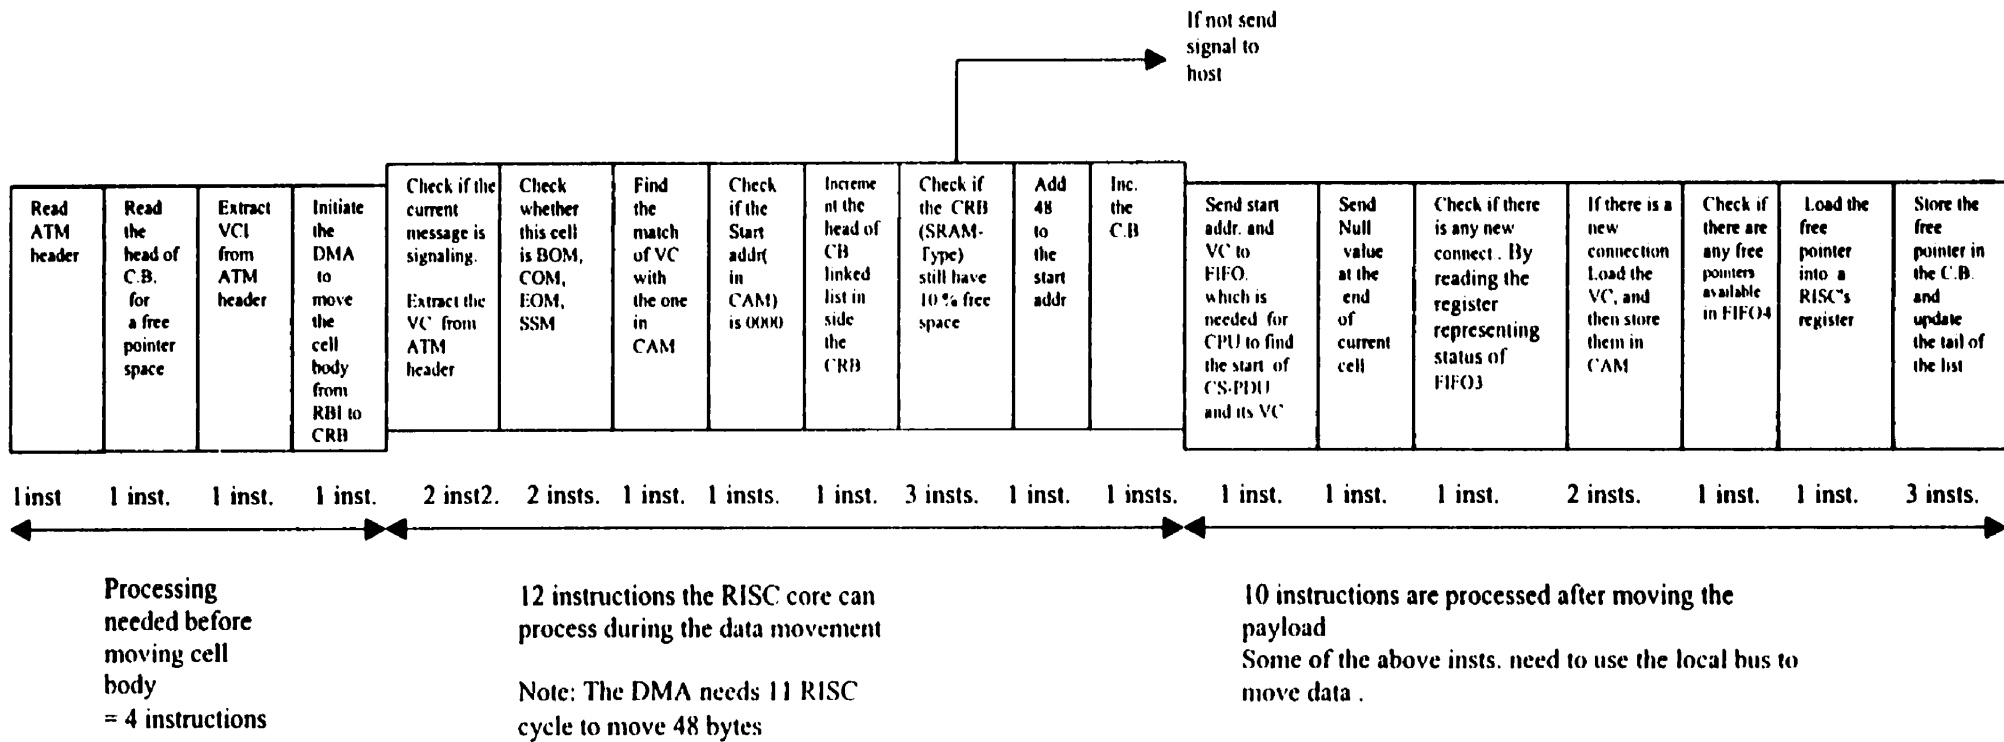 If not send
signal to
host
Read
ATM
header
Read
the
head of
C.B.
for
a free
pointer
space
Extract
VCI
from
ATM
header
Initiate
the
DMA
to
move
the
cell
body
from
RBI to
CRB
Check if the
current
message is
signaling.
Extract the
VC from
ATM
header
Check
whether
this cell
is BOM,
COM,
EOM,
SSM
Find
the
match
of VC
with
the one
in
CAM
Check
if the
Start
addr(
in
CAM)
is 0000
Increme
nt the
head of
CB
linked
list in
side
the
CRB
Check if
the CRB
(SRAM-
Type)
still have
10 % free
space
Add
48
to
the
start
addr
Inc.
the
C.B
Send start
addr. and
VC to
FIFO.
which is
needed for
CPU to find
the start of
CS-PDU
and its VC
Send
Null
value
at the
end
of
current
cell
Check if there
is any new
connect . By
reading the
register
representing
status of
FIFO3
If there is a
new
connection
Load the
VC, and
then store
them in
CAM
Check if
there are
any free
pointers
available
in FIFO4
Load the
free
pointer
into a
RISC's
register
Store the
free
pointer in
the C.B.
and
update
the tail of
the list
1 inst 1 inst. 1 inst. 1 inst. 2 inst2. 2 insts. 1 inst. 1 insts. 1 inst. 3 insts. 1 inst. 1 insts. 1 inst. 1 inst. 1 inst. 2 insts. 1 inst. 1 inst. 3 insts.
Processing
needed before
moving cell
body
= 4 instructions
12 instructions the RISC core can
process during the data movement
Note: The DMA needs 11 RISC
cycle to move 48 bytes
10 instructions are processed after moving the
payload
Some of the above insts. need to use the local bus to
move data .